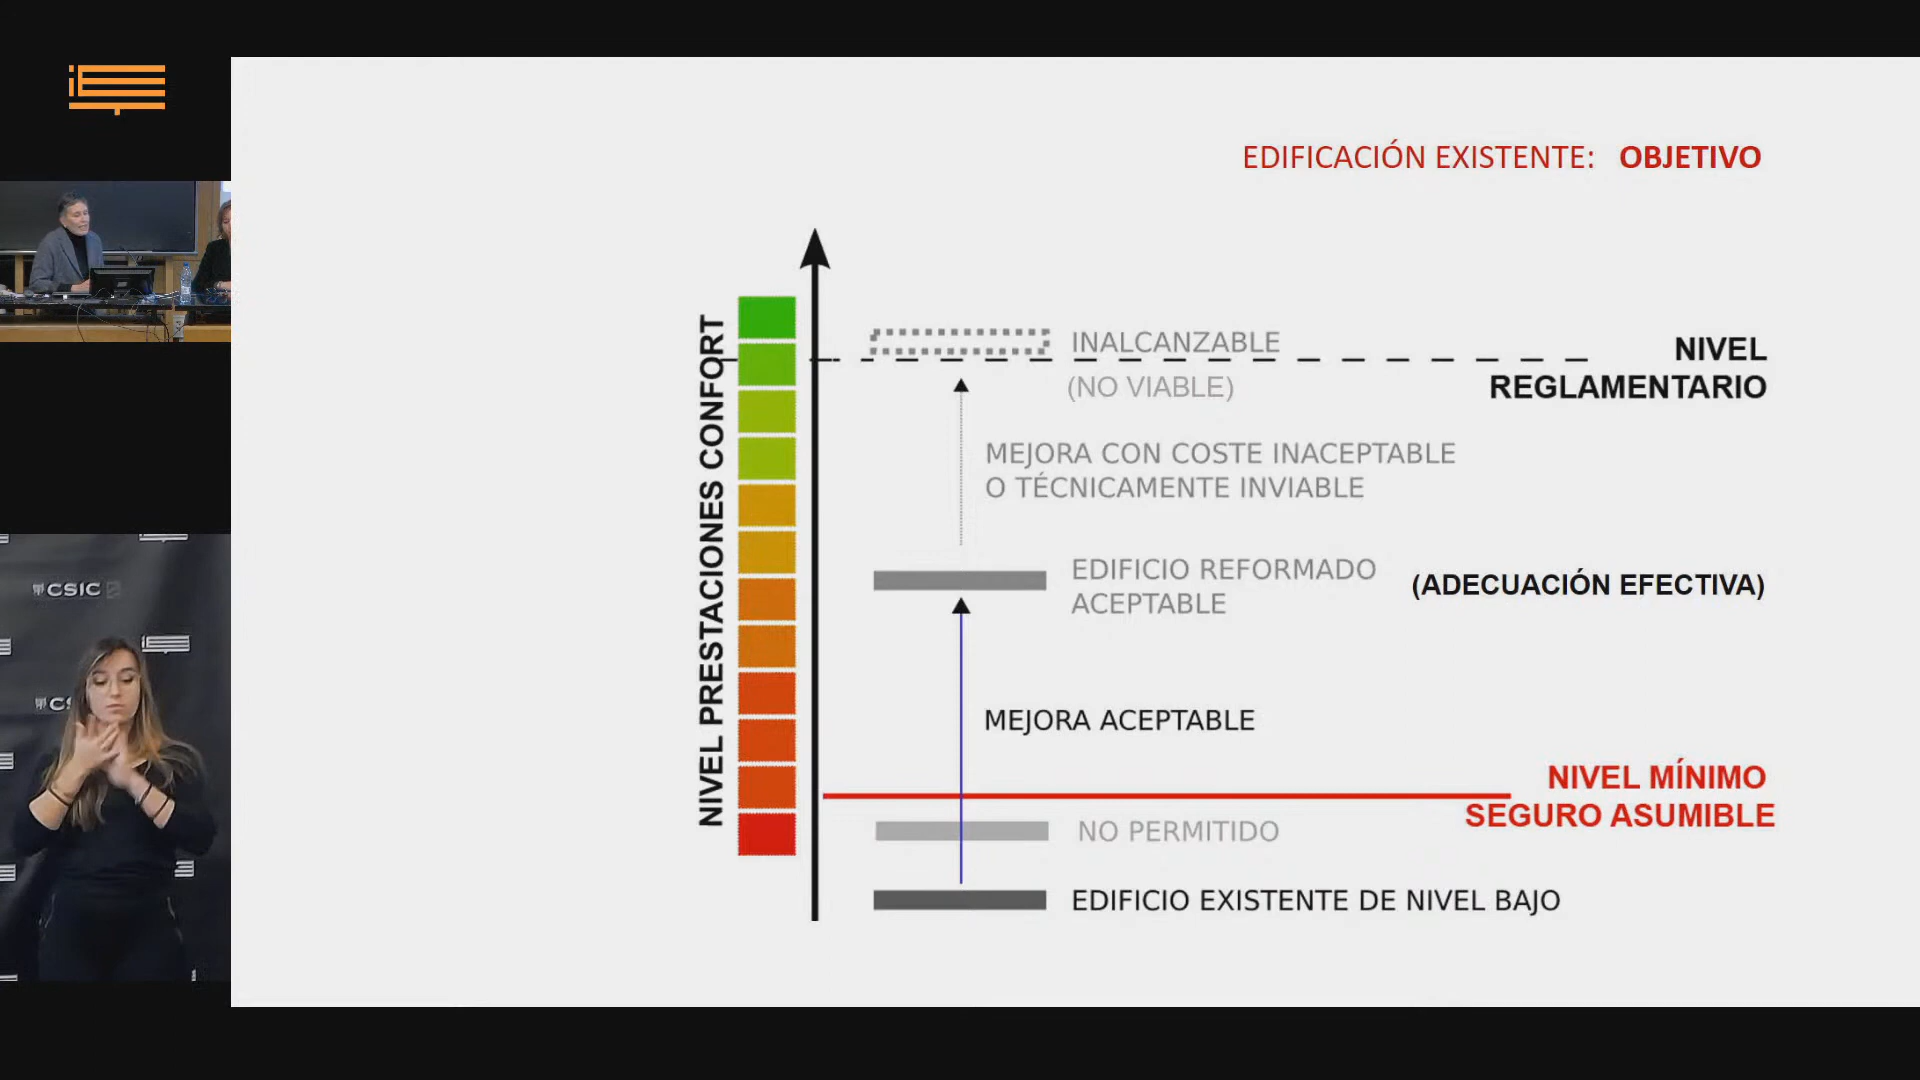 EDIFICACIÓN EXISTENTE: OBJETIVO
NIVEL PRESTACIONES CONFORT
INALCANZABLE
(NO VIABLE)
NIVEL
REGLAMENTARIO
MEJORA CON COSTE INACEPTABLE
O TÉCNICAMENTE INVIABLE
EDIFICIO REFORMADO
ACEPTABLE
(ADECUACIÓN EFECTIVA)
MEJORA ACEPTABLE
NIVEL MÍNIMO
SEGURO ASUMIBLE
NO PERMITIDO
EDIFICIO EXISTENTE DE NIVEL BAJO
CSIC